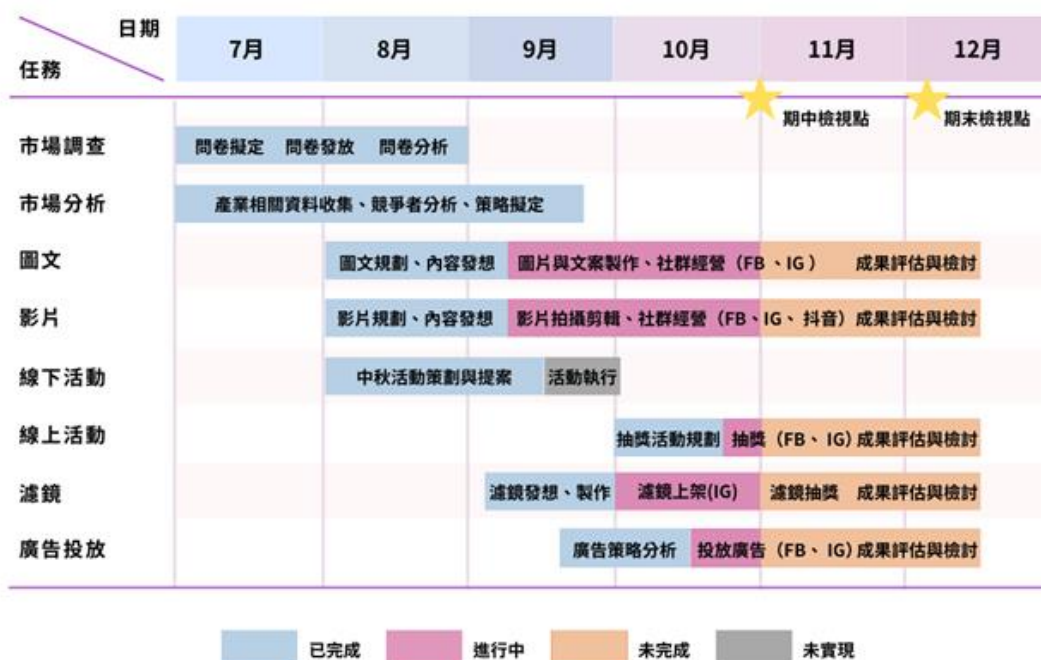 日期
任務
7月 8月 9月 10月 11月 12月
期中檢視點 期末檢視點
市場調查 問卷擬定 問卷發放 問卷分析
市場分析 產業相關資料收集、競爭者分析、策略擬定
圖文 圖文規劃、內容發想 圖片與文案製作、社群經營（FB、IG） 成果評估與檢討
影片 影片規劃、內容發想 影片拍攝剪輯、社群經營（FB、IG、抖音）成果評估與檢討
線下活動 中秋活動策劃與提案 活動執行
線上活動 抽獎活動規劃 抽獎（FB、IG）成果評估與檢討
濾鏡 濾鏡發想、製作 濾鏡上架(IG) 濾鏡抽獎 成果評估與檢討
廣告投放 廣告策略分析 投放廣告（FB、IG）成果評估與檢討
已完成 進行中 未完成 未實現